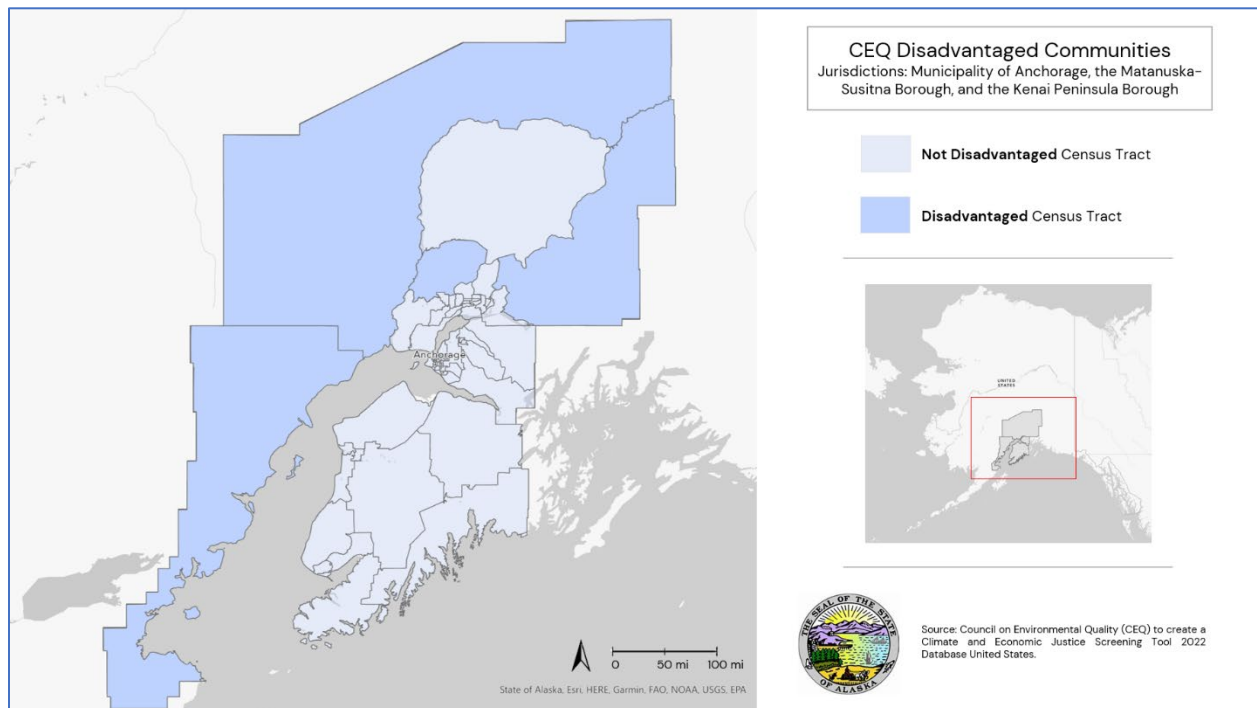 CEQ Disadvantaged Communities
Jurisdictions: Municipality of Anchorage, the Matanuska-
Susitna Borough, and the Kenai Peninsula Borough
Not Disadvantaged Census Tract
Disadvantaged Census Tract
Anchorage
UNITED
STATES
0 50 mi 100 mi
State of Alaska, Esri, HERE, Garmin, FAO, NOAA, USGS, EPA
THE SEAL OF THE STATE
OF ALASKA
Source: Council on Environmental Quality (CEQ) to create a
Climate and Economic Justice Screening Tool 2022
Database United States.